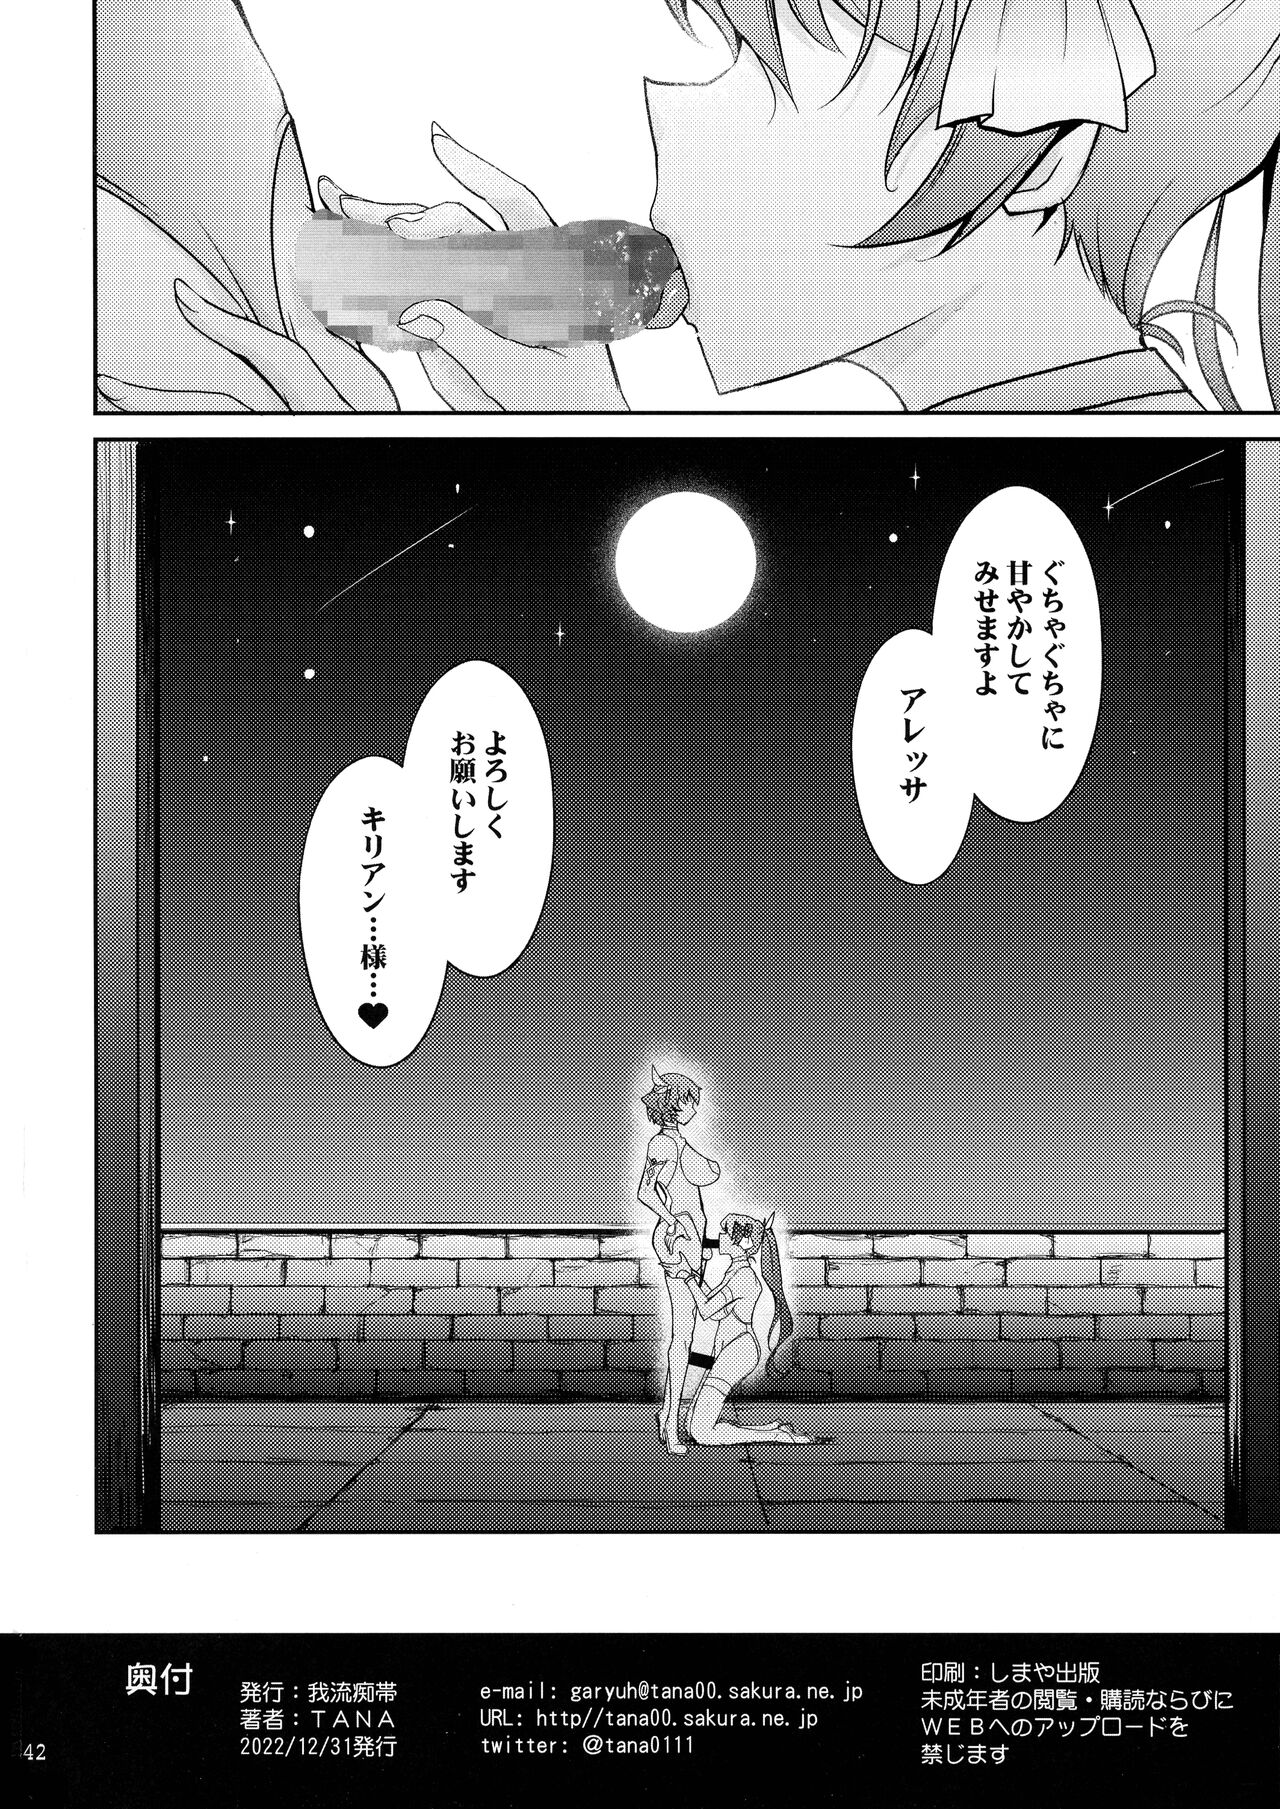 ぐちゃぐちゃに
甘やかして
みせますよ
アレッサ
よろしく
お願いします
キリアン…様…♥
奥付
発行：我流痴帯
著者：TANA
2022/12/31発行
e-mail: garyuh@tana00.sakura.ne.jp
URL: http//tana00.sakura.ne.jp
twitter: @tana0111
印刷：しまや出版
未成年者の閲覧・購読ならびに
WEBへのアップロードを
禁じます
42